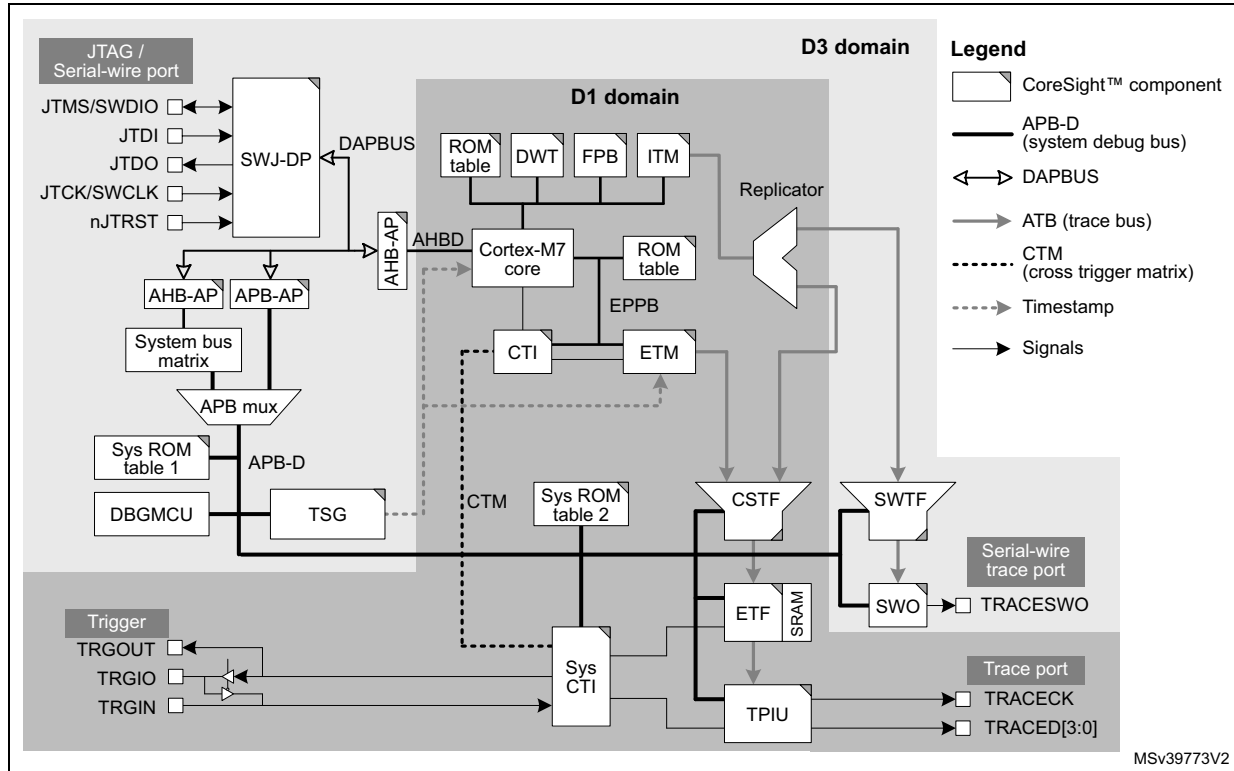 JTAG /
Serial-wire port
D3 domain
Legend
CoreSight™ component
APB-D
(system debug bus)
DAPBUS
ATB (trace bus)
CTM
(cross trigger matrix)
Timestamp
Signals
D1 domain
JTMS/SWDIO
JTDI
JTDO
JTCK/SWCLK
nJTRST
SWJ-DP
DAPBUS
ROM
table
DWT
FPB
ITM
Replicator
AHB-AP
AHBD
Cortex-M7
core
ROM
table
EPPB
AHB-AP
APB-AP
System bus
matrix
CTI
ETM
APB mux
Sys ROM
table 1
APB-D
DBGMCU
TSG
CTM
Sys ROM
table 2
CSTF
SWTF
Serial-wire
trace port
ETF
SRAM
SWO
TRACESWO
Trigger
TRGOUT
TRGIO
TRGIN
Sys
CTI
TPIU
Trace port
TRACECK
TRACED[3:0]
MSv39773V2